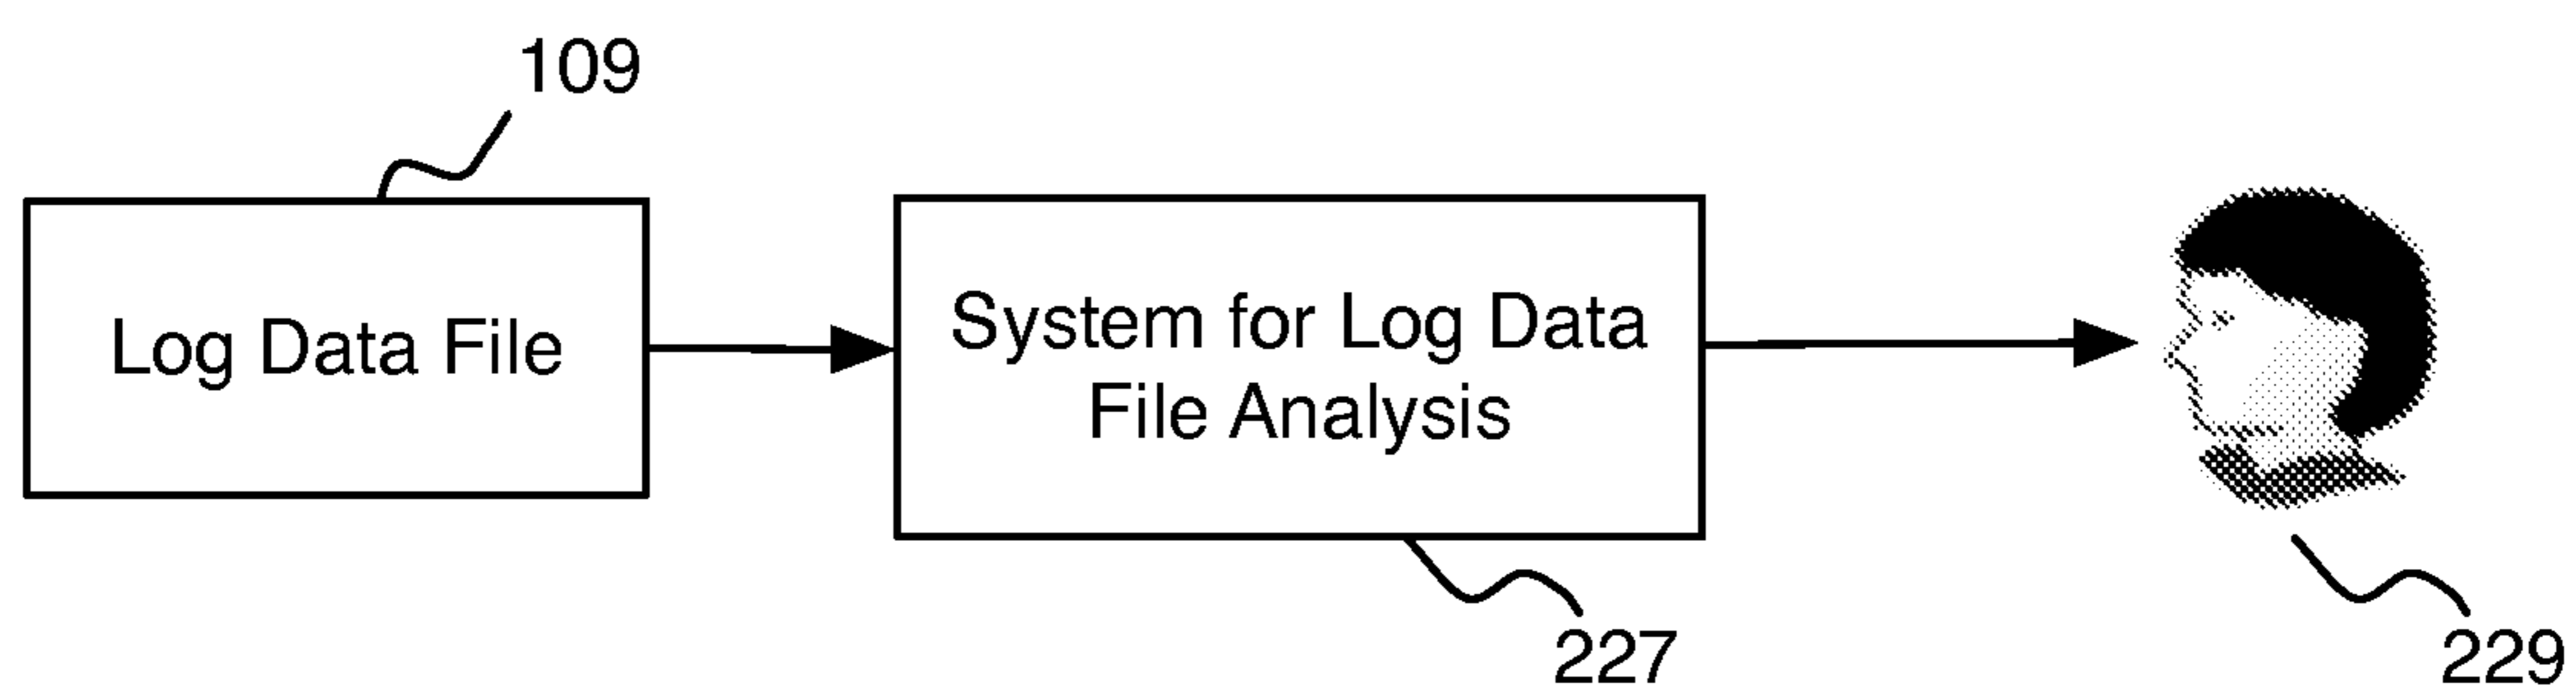 109
Log Data File
System for Log Data
File Analysis
227
229